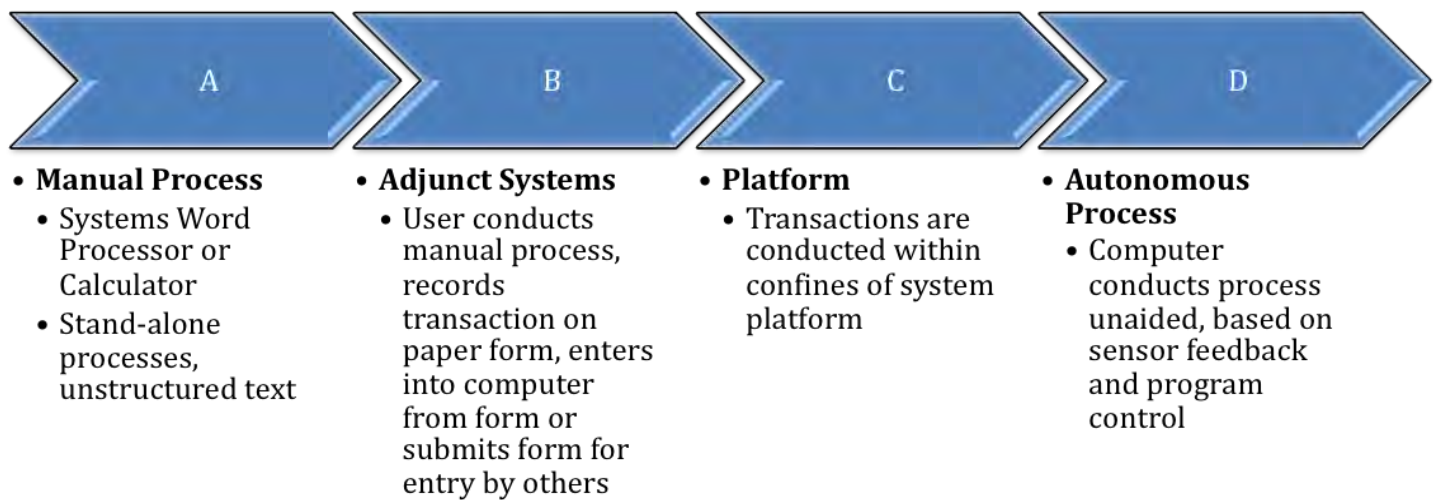 A
B
C
D
• Manual Process
• Systems Word
Processor or
Calculator
• Stand-alone
processes,
unstructured text
• Adjunct Systems
• User conducts
manual process,
records
transaction on
paper form, enters
into computer
from form or
submits form for
entry by others
• Platform
• Transactions are
conducted within
confines of system
platform
• Autonomous
Process
• Computer
conducts process
unaided, based on
sensor feedback
and program
control